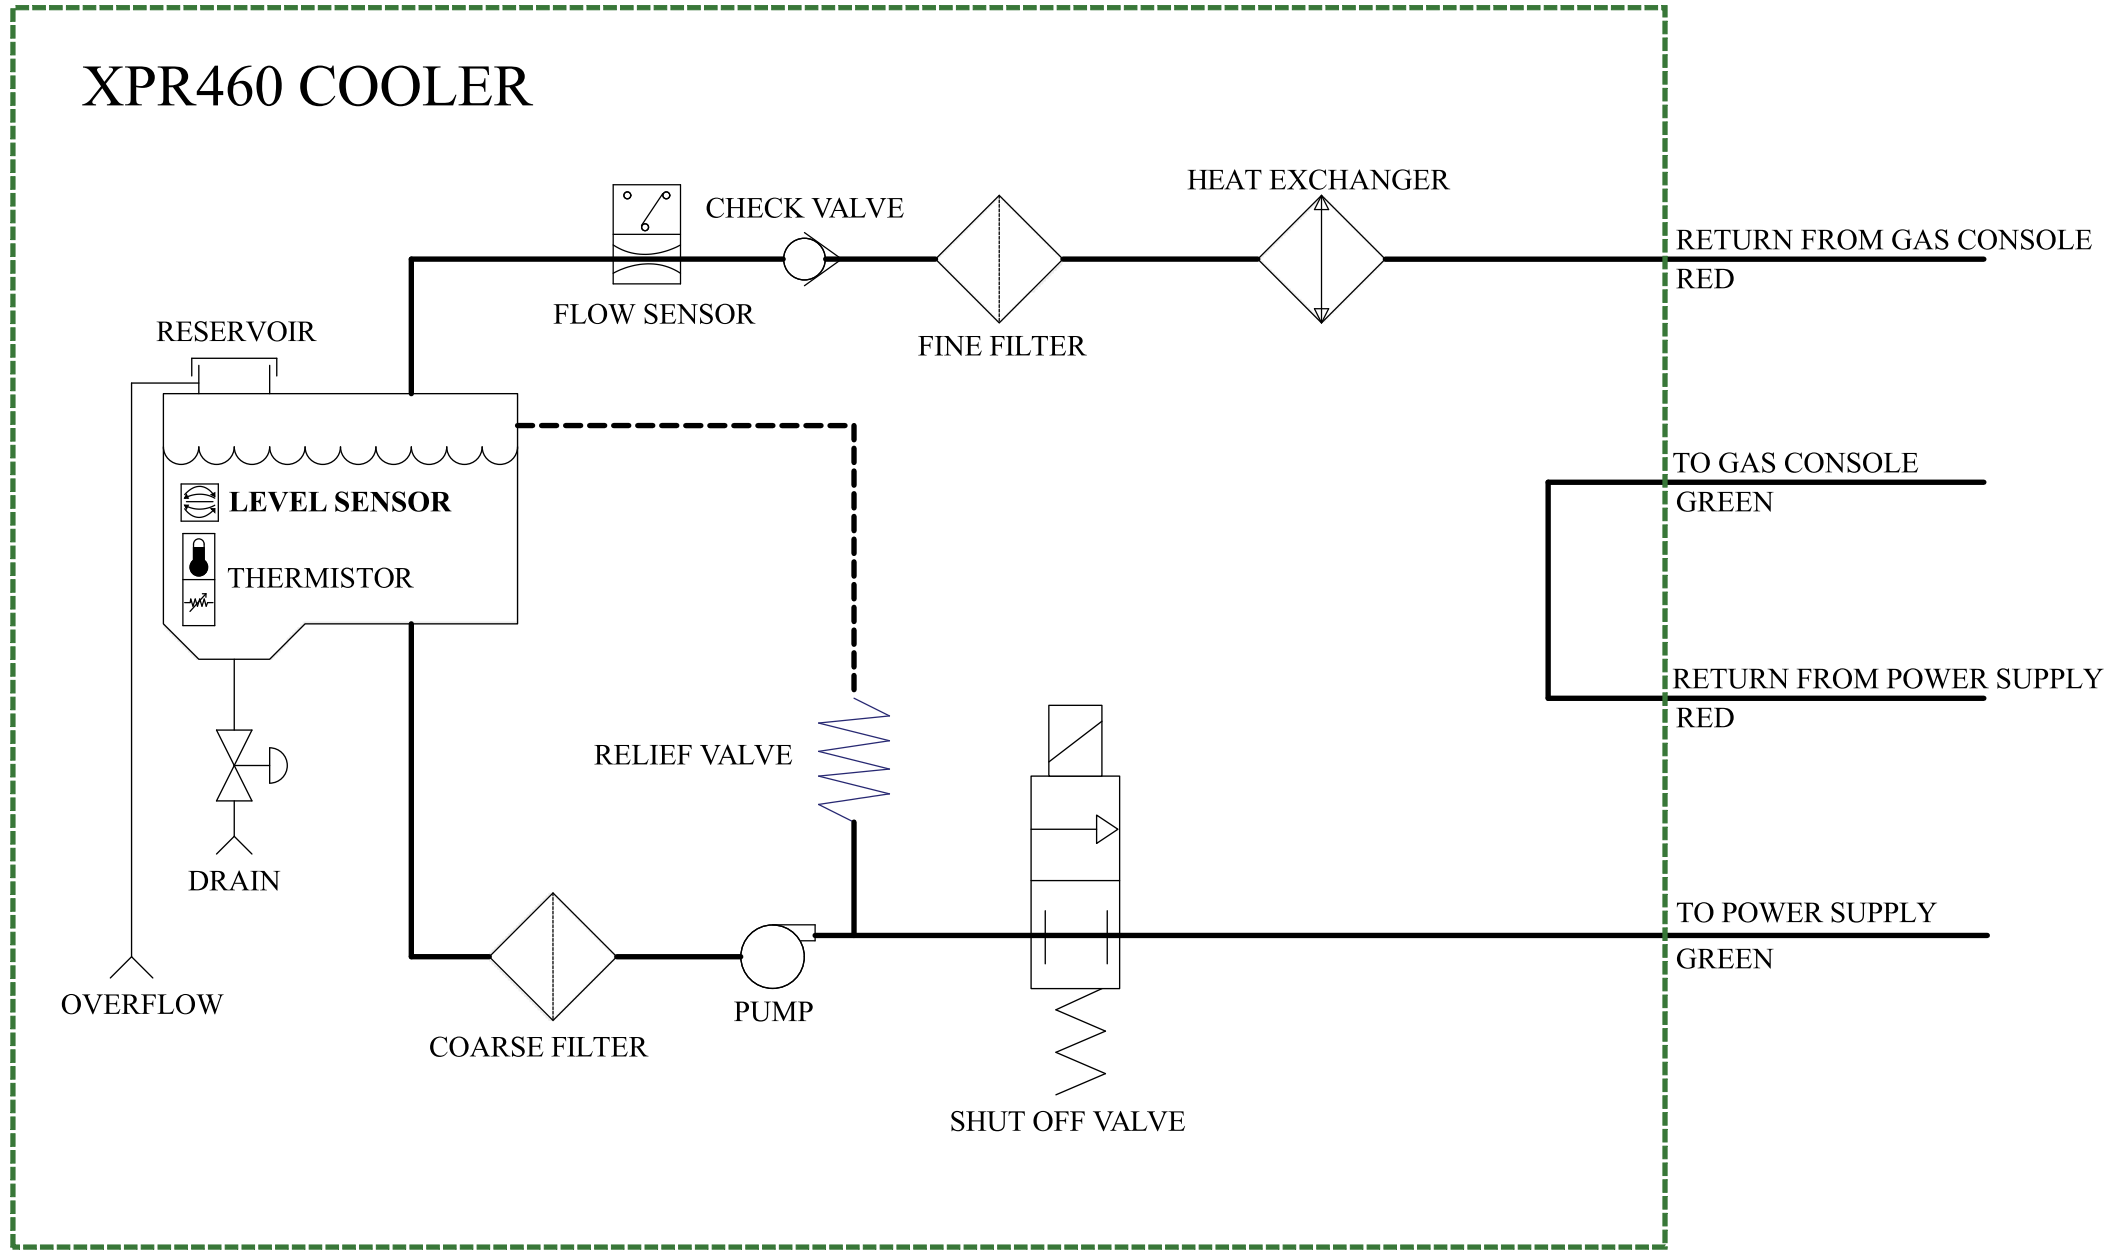 XPR460 COOLER
HEAT EXCHANGER
CHECK VALVE
RETURN FROM GAS CONSOLE
RED
FLOW SENSOR
RESERVOIR
FINE FILTER
TO GAS CONSOLE
GREEN
LEVEL SENSOR
THERMISTOR
RETURN FROM POWER SUPPLY
RED
RELIEF VALVE
DRAIN
TO POWER SUPPLY
GREEN
OVERFLOW
PUMP
COARSE FILTER
SHUT OFF VALVE